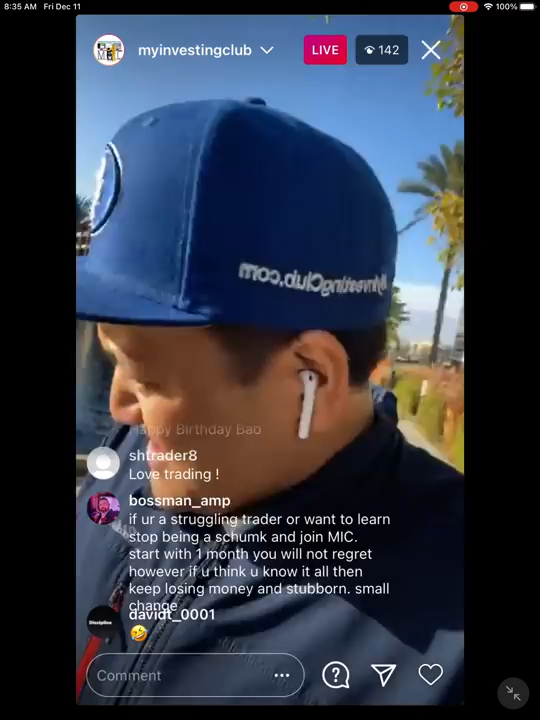 8:35 AM Fri Dec 11
100%
myinvestingclub
LIVE
142
MyInvestingClub.com
Happy Birthday Bao
shtrader8
Love trading !
bossman_amp
if ur a struggling trader or want to learn
stop being a schumk and join MIC.
start with 1 month you will not regret
however if u think u know it all then
keep losing money and stubborn. small
change
davidt_0001
🤣
Discipline
Comment